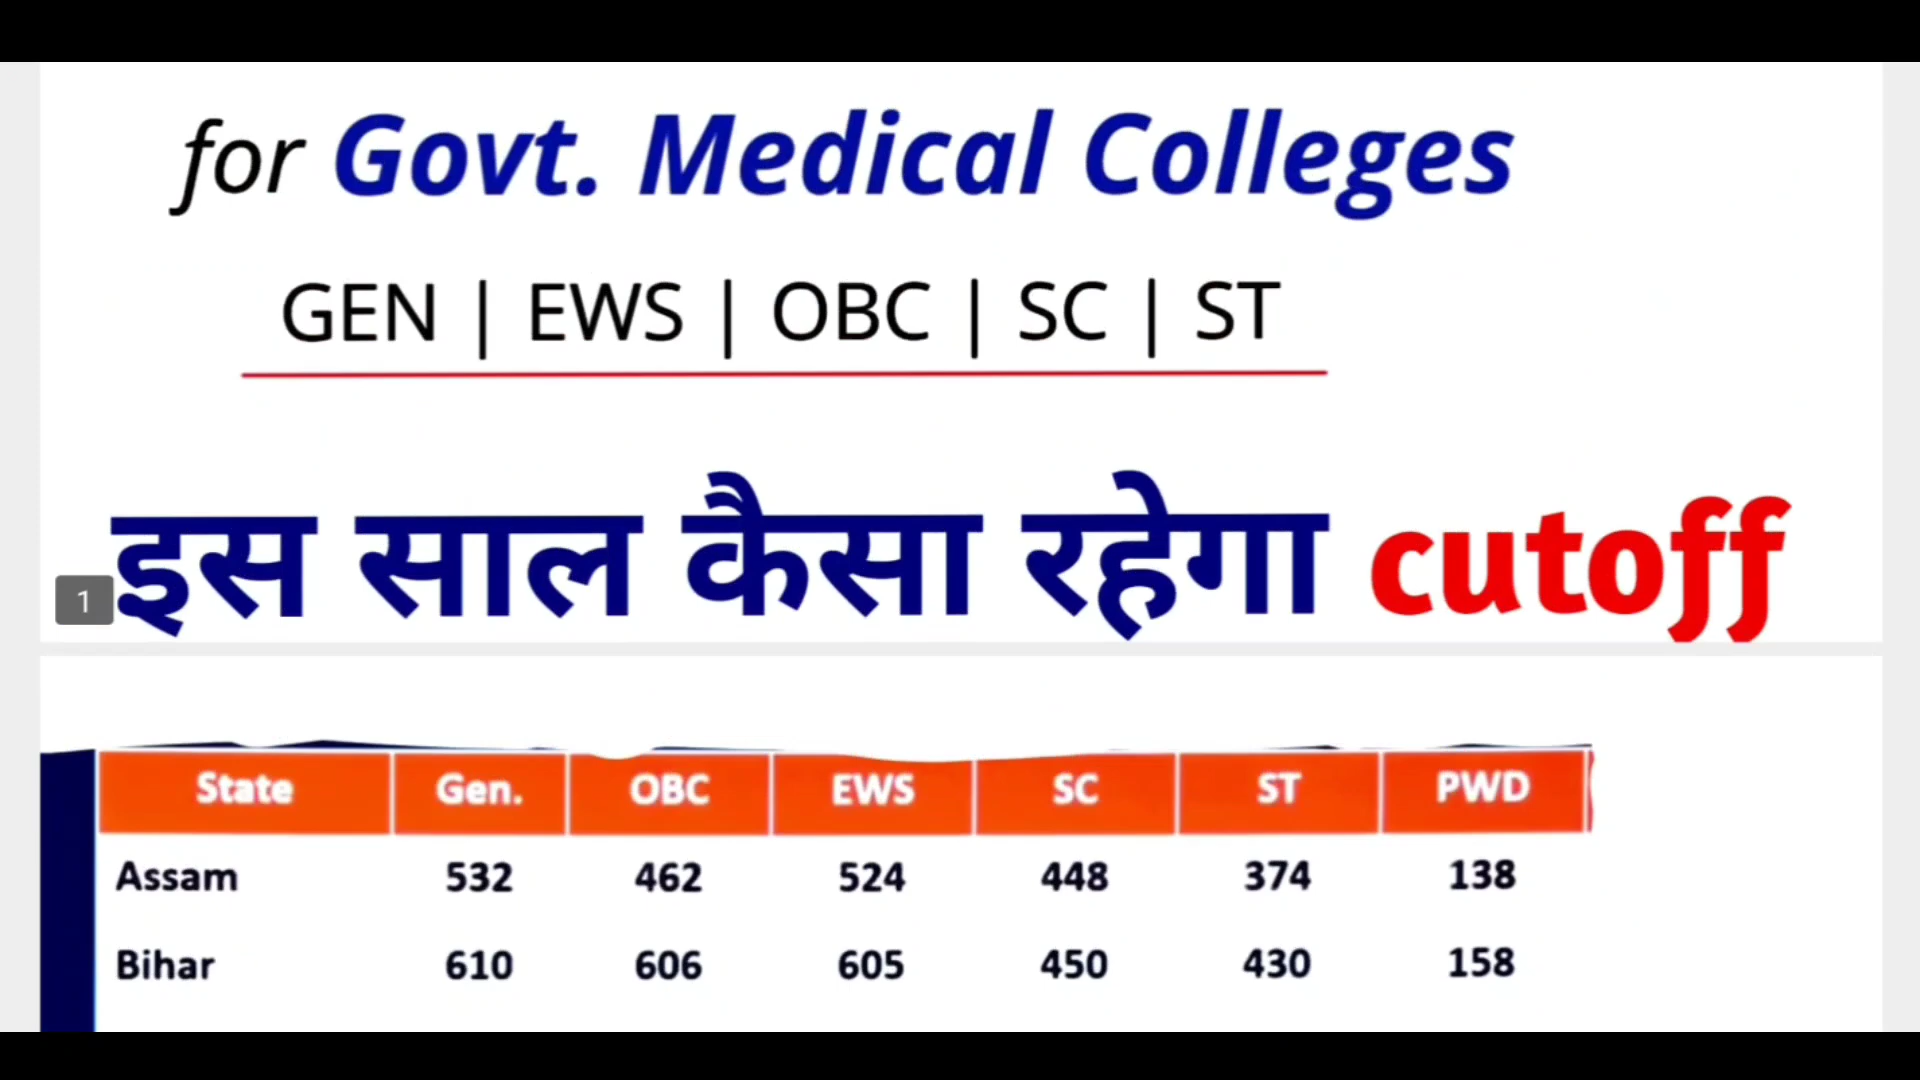 for Govt. Medical Colleges
GEN | EWS | OBC | SC | ST
इस साल कैसा रहेगा cutoff
1
State Gen. OBC EWS SC ST PWD
Assam 532 462 524 448 374 138
Bihar 610 606 605 450 430 158